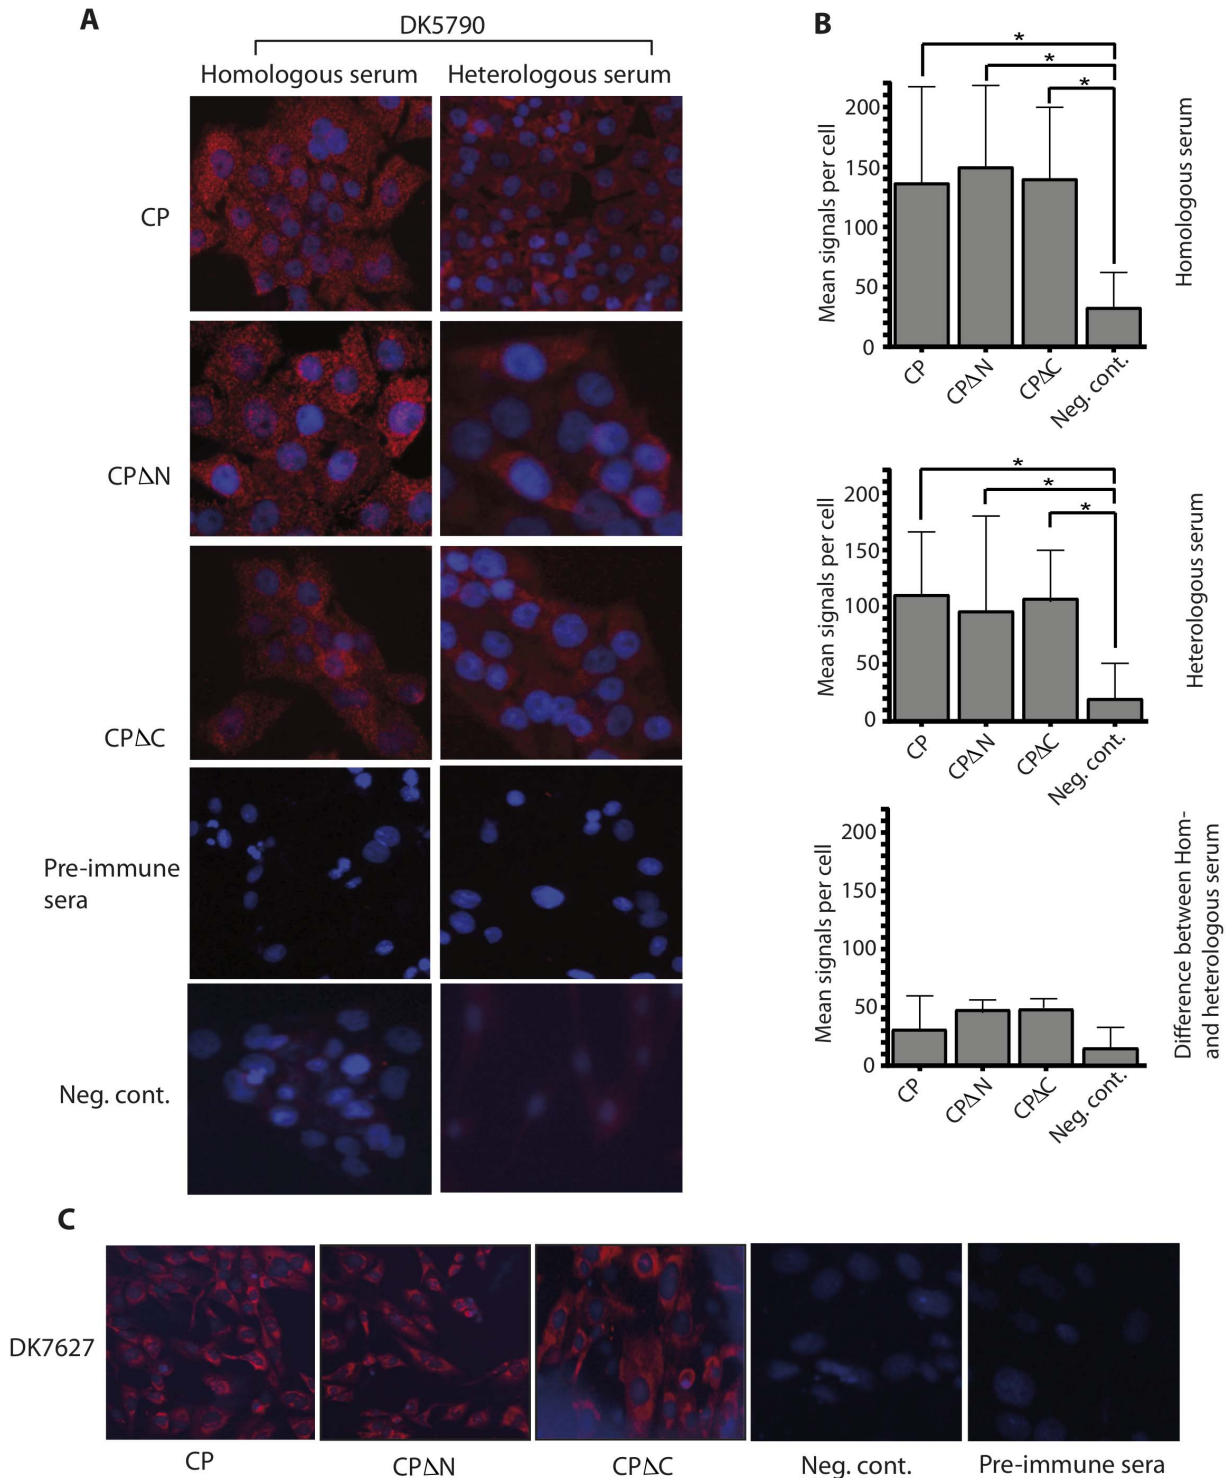 A
DK5790
Homologous serum
Heterologous serum
CP
CPΔN
CPΔC
Pre-immune
sera
Neg. cont.
B
*
*
*
200
150
100
50
0
Mean signals per cell
CP
CPΔN
CPΔC
Neg. cont.
Homologous serum
*
*
*
200
150
100
50
0
Mean signals per cell
CP
CPΔN
CPΔC
Neg. cont.
Heterologous serum
200
150
100
50
0
Mean signals per cell
CP
CPΔN
CPΔC
Neg. cont.
Difference between Hom-
and heterologous serum
C
DK7627
CP
CPΔN
CPΔC
Neg. cont.
Pre-immune sera